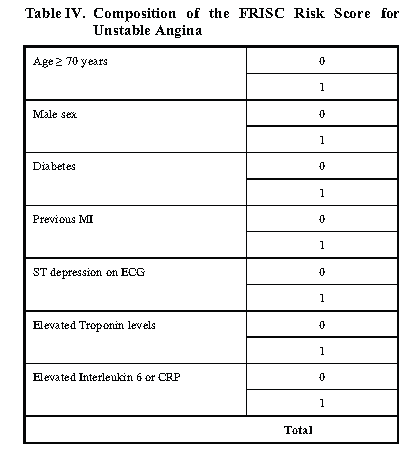 Table IV. Composition of the FRISC Risk Score for
Unstable Angina
Age ≥ 70 years 0
1
Male sex 0
1
Diabetes 0
1
Previous MI 0
1
ST depression on ECG 0
1
Elevated Troponin levels 0
1
Elevated Interleukin 6 or CRP 0
1
Total